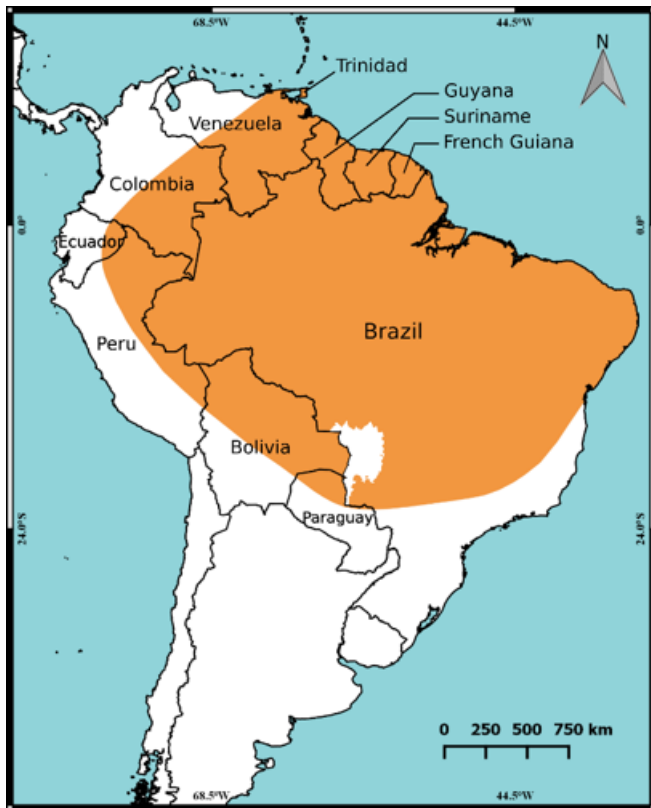 68.5°W 44.5°W
N
Trinidad
Guyana
Venezuela
Suriname
French Guiana
Colombia
0.0° 0.0°
Ecuador
Brazil
Peru
Bolivia
Paraguay
24.0°S 24.0°S
0 250 500 750 km
68.5°W 44.5°W